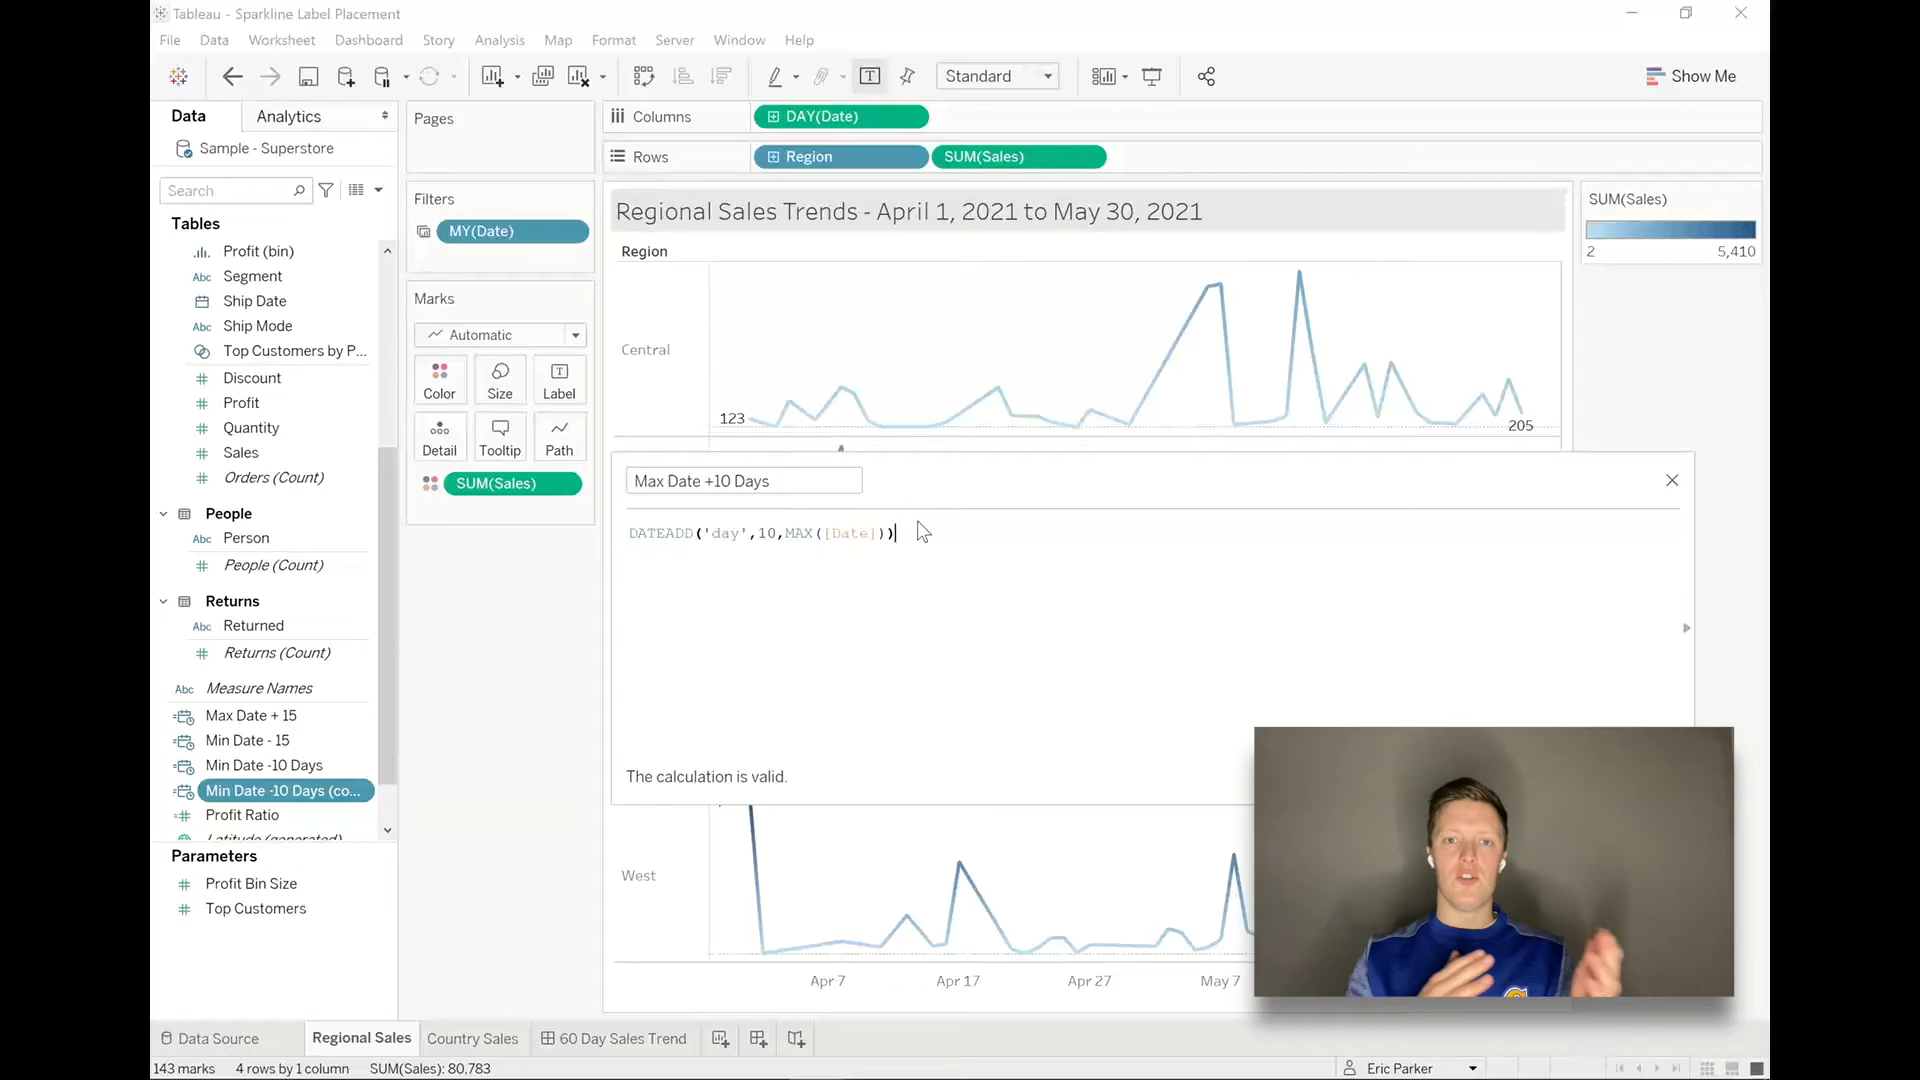 Tableau - Sparkline Label Placement
File Data Worksheet Dashboard Story Analysis Map Format Server Window Help
Standard
Show Me
Data Analytics
Sample - Superstore
Search
Tables
Profit (bin)
Abc Segment
Ship Date
Abc Ship Mode
Top Customers by P...
Discount
Profit
Quantity
Sales
Orders (Count)
People
Abc Person
People (Count)
Returns
Abc Returned
Returns (Count)
Abc Measure Names
Max Date + 15
Min Date - 15
Min Date -10 Days
Min Date -10 Days (co...
Profit Ratio
Latitude (generated)
Parameters
Profit Bin Size
Top Customers
Pages
Filters
MY(Date)
Marks
Automatic
Color Size Label
Detail Tooltip Path
SUM(Sales)
Columns DAY(Date)
Rows Region SUM(Sales)
Regional Sales Trends - April 1, 2021 to May 30, 2021
Region
Central
123
205
Max Date +10 Days
DATEADD('day',10,MAX([Date]))
The calculation is valid.
West
Apr 7 Apr 17 Apr 27 May 7
SUM(Sales)
2 5,410
Data Source Regional Sales Country Sales 60 Day Sales Trend
143 marks 4 rows by 1 column SUM(Sales): 80,783
Eric Parker